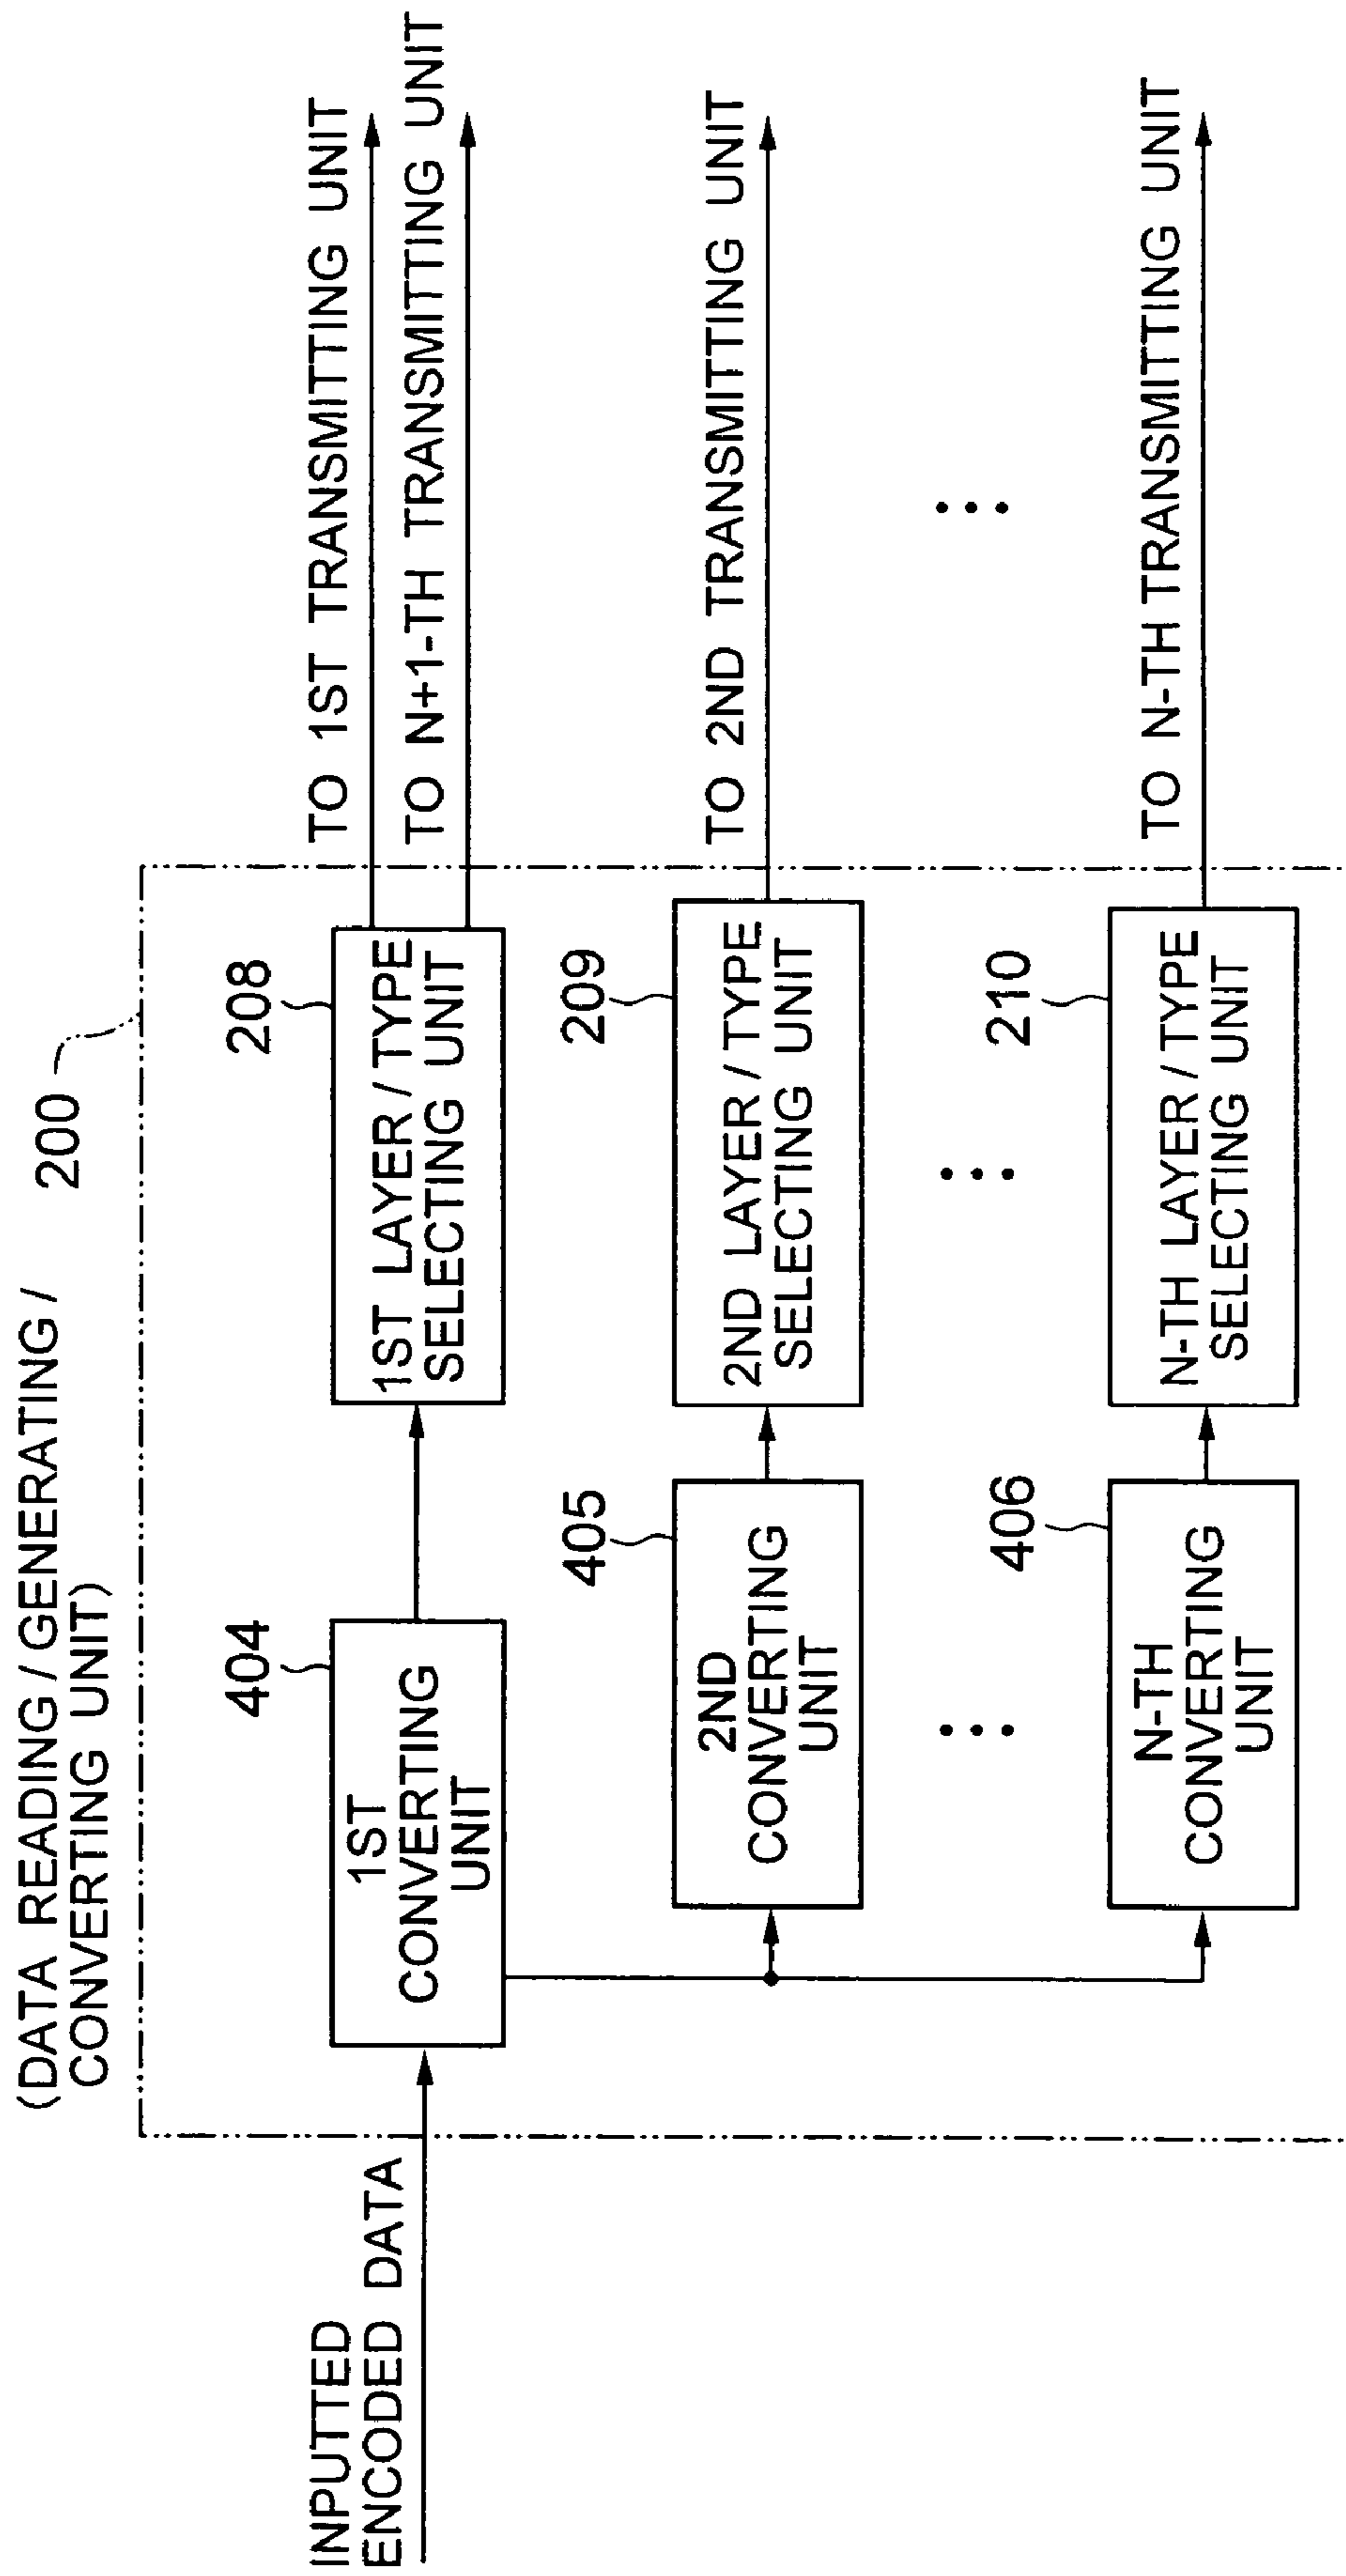 (DATA READING / GENERATING /
CONVERTING UNIT)
200
INPUTTED
ENCODED DATA
404
1ST
CONVERTING
UNIT
208
1ST LAYER / TYPE
SELECTING UNIT
TO 1ST TRANSMITTING UNIT
TO N+1-TH TRANSMITTING UNIT
405
2ND
CONVERTING
UNIT
209
2ND LAYER / TYPE
SELECTING UNIT
TO 2ND TRANSMITTING UNIT
406
N-TH
CONVERTING
UNIT
210
N-TH LAYER / TYPE
SELECTING UNIT
TO N-TH TRANSMITTING UNIT